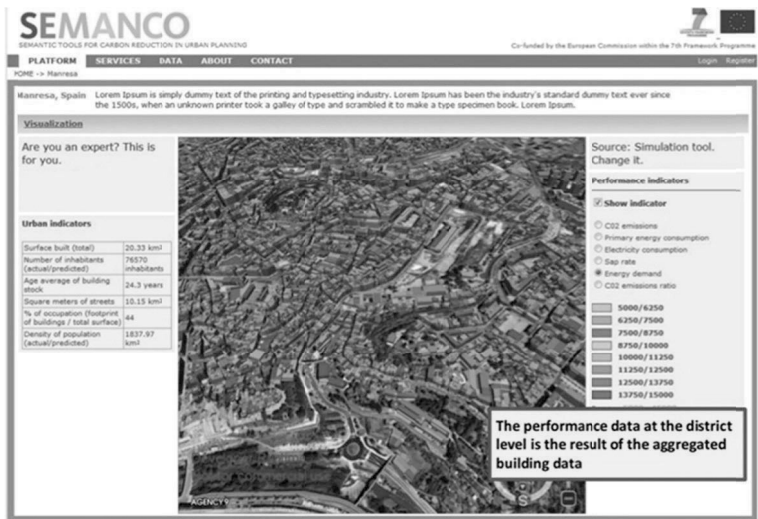 SEMANCO
SEMANTIC TOOLS FOR CARBON REDUCTION IN URBAN PLANNING
Co-funded by the European Commission within the 7th Framework Programme
PLATFORM SERVICES DATA ABOUT CONTACT
Login Register
HOME -> Manresa
Manresa, Spain Lorem Ipsum is simply dummy text of the printing and typesetting industry. Lorem Ipsum has been the industry's standard dummy text ever since
the 1500s, when an unknown printer took a galley of type and scrambled it to make a type specimen book. Lorem Ipsum.
Visualization
Are you an expert? This is
for you.
Urban indicators
Surface built (total) 20.33 km2
Number of inhabitants
(actual/predicted) 76570
inhabitants
Age average of building
stock 24.3 years
Square meters of streets 10.15 km2
% of occupation (footprint
of buildings / total surface) 44
Density of population
(actual/predicted) 1837.97
km2
AGENCY9
S
Source: Simulation tool.
Change it.
Performance indicators
Show indicator
C02 emissions
Primary energy consumption
Electricity consumption
Sap rate
Energy demand
C02 emissions ratio
5000/6250
6250/7500
7500/8750
8750/10000
10000/11250
11250/12500
12500/13750
13750/15000
The performance data at the district
level is the result of the aggregated
building data